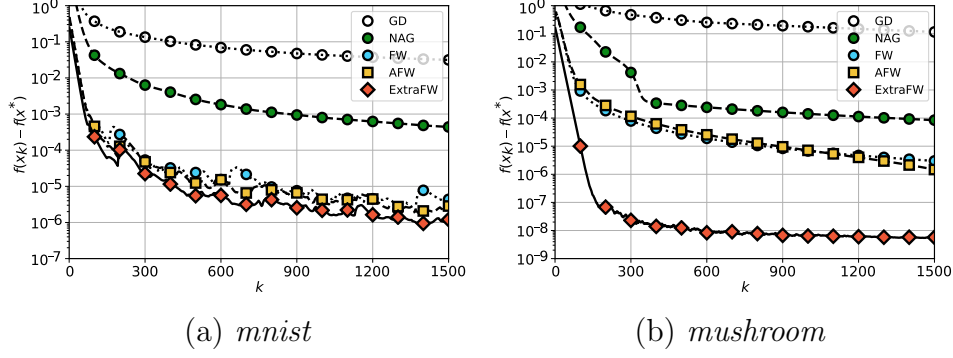 10^0
10^{-1}
10^{-2}
10^{-3}
10^{-4}
10^{-5}
10^{-6}
10^{-7}
f(x_k) − f(x^*)
0 300 600 900 1200 1500
k
GD
NAG
FW
AFW
ExtraFW
(a) mnist
10^0
10^{-1}
10^{-2}
10^{-3}
10^{-4}
10^{-5}
10^{-6}
10^{-7}
10^{-8}
10^{-9}
f(x_k) − f(x^*)
0 300 600 900 1200 1500
k
GD
NAG
FW
AFW
ExtraFW
(b) mushroom